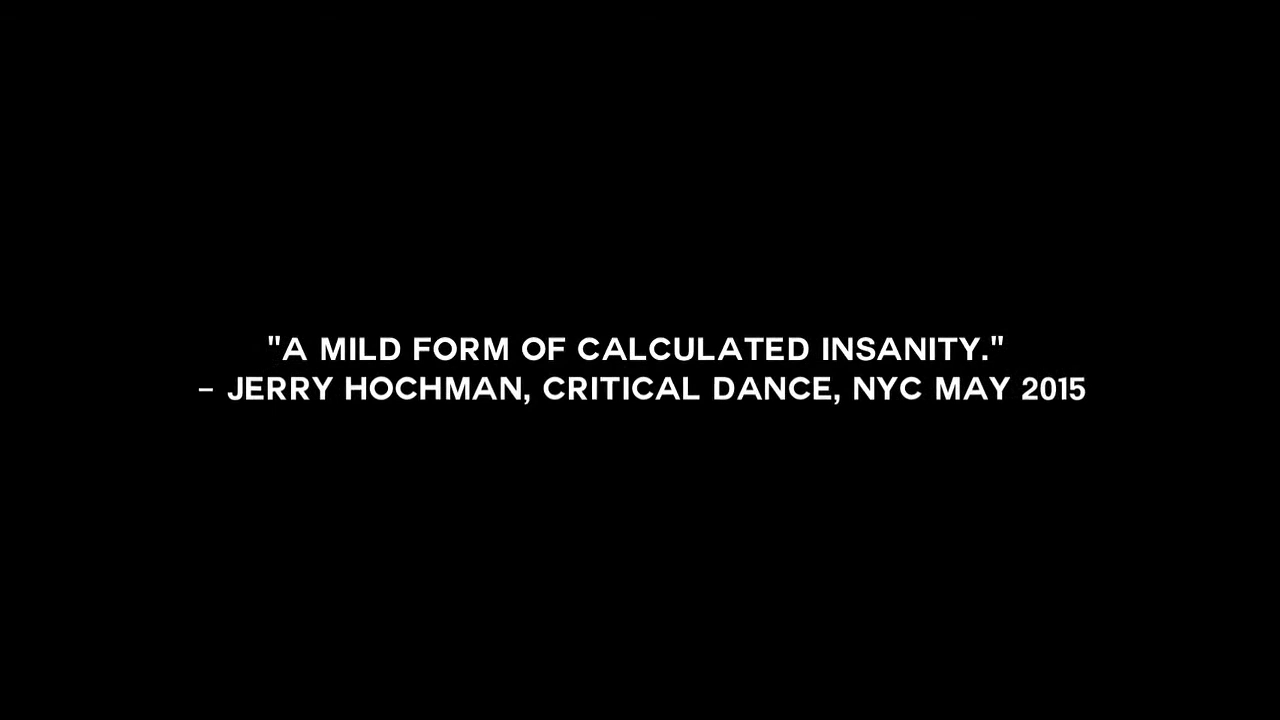 "A MILD FORM OF CALCULATED INSANITY."
– JERRY HOCHMAN, CRITICAL DANCE, NYC MAY 2015